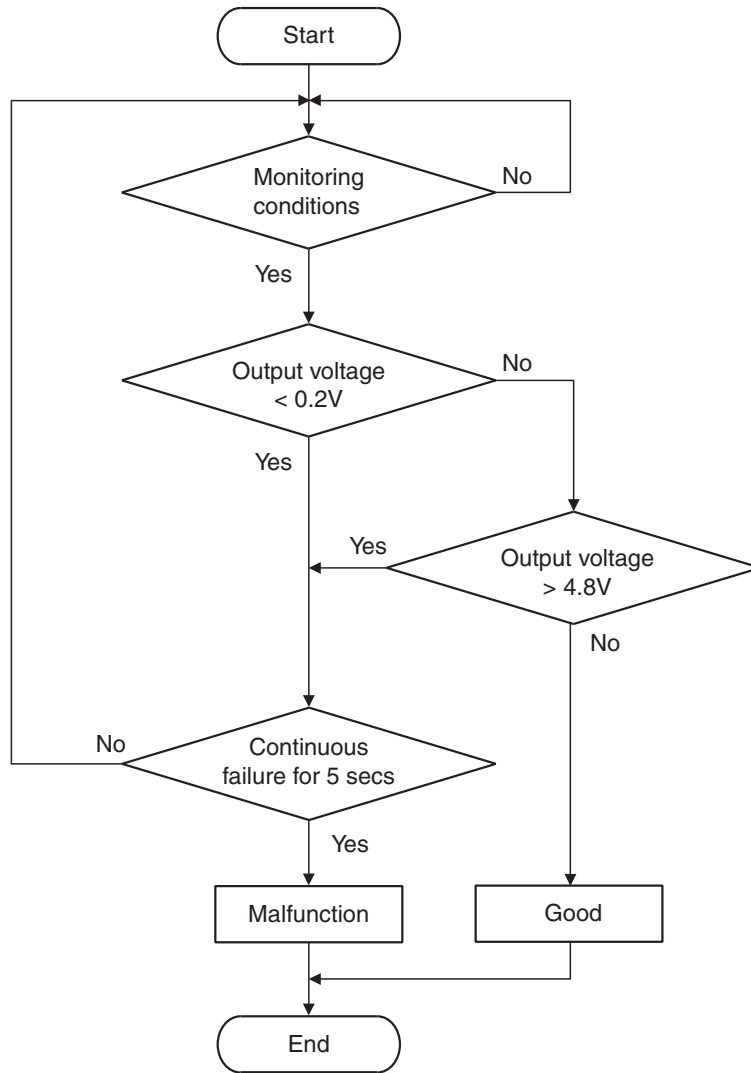 Start
Monitoring
conditions
No
Yes
Output voltage
< 0.2V
No
Yes
Yes
Output voltage
> 4.8V
No
No
Continuous
failure for 5 secs
Yes
Malfunction
Good
End